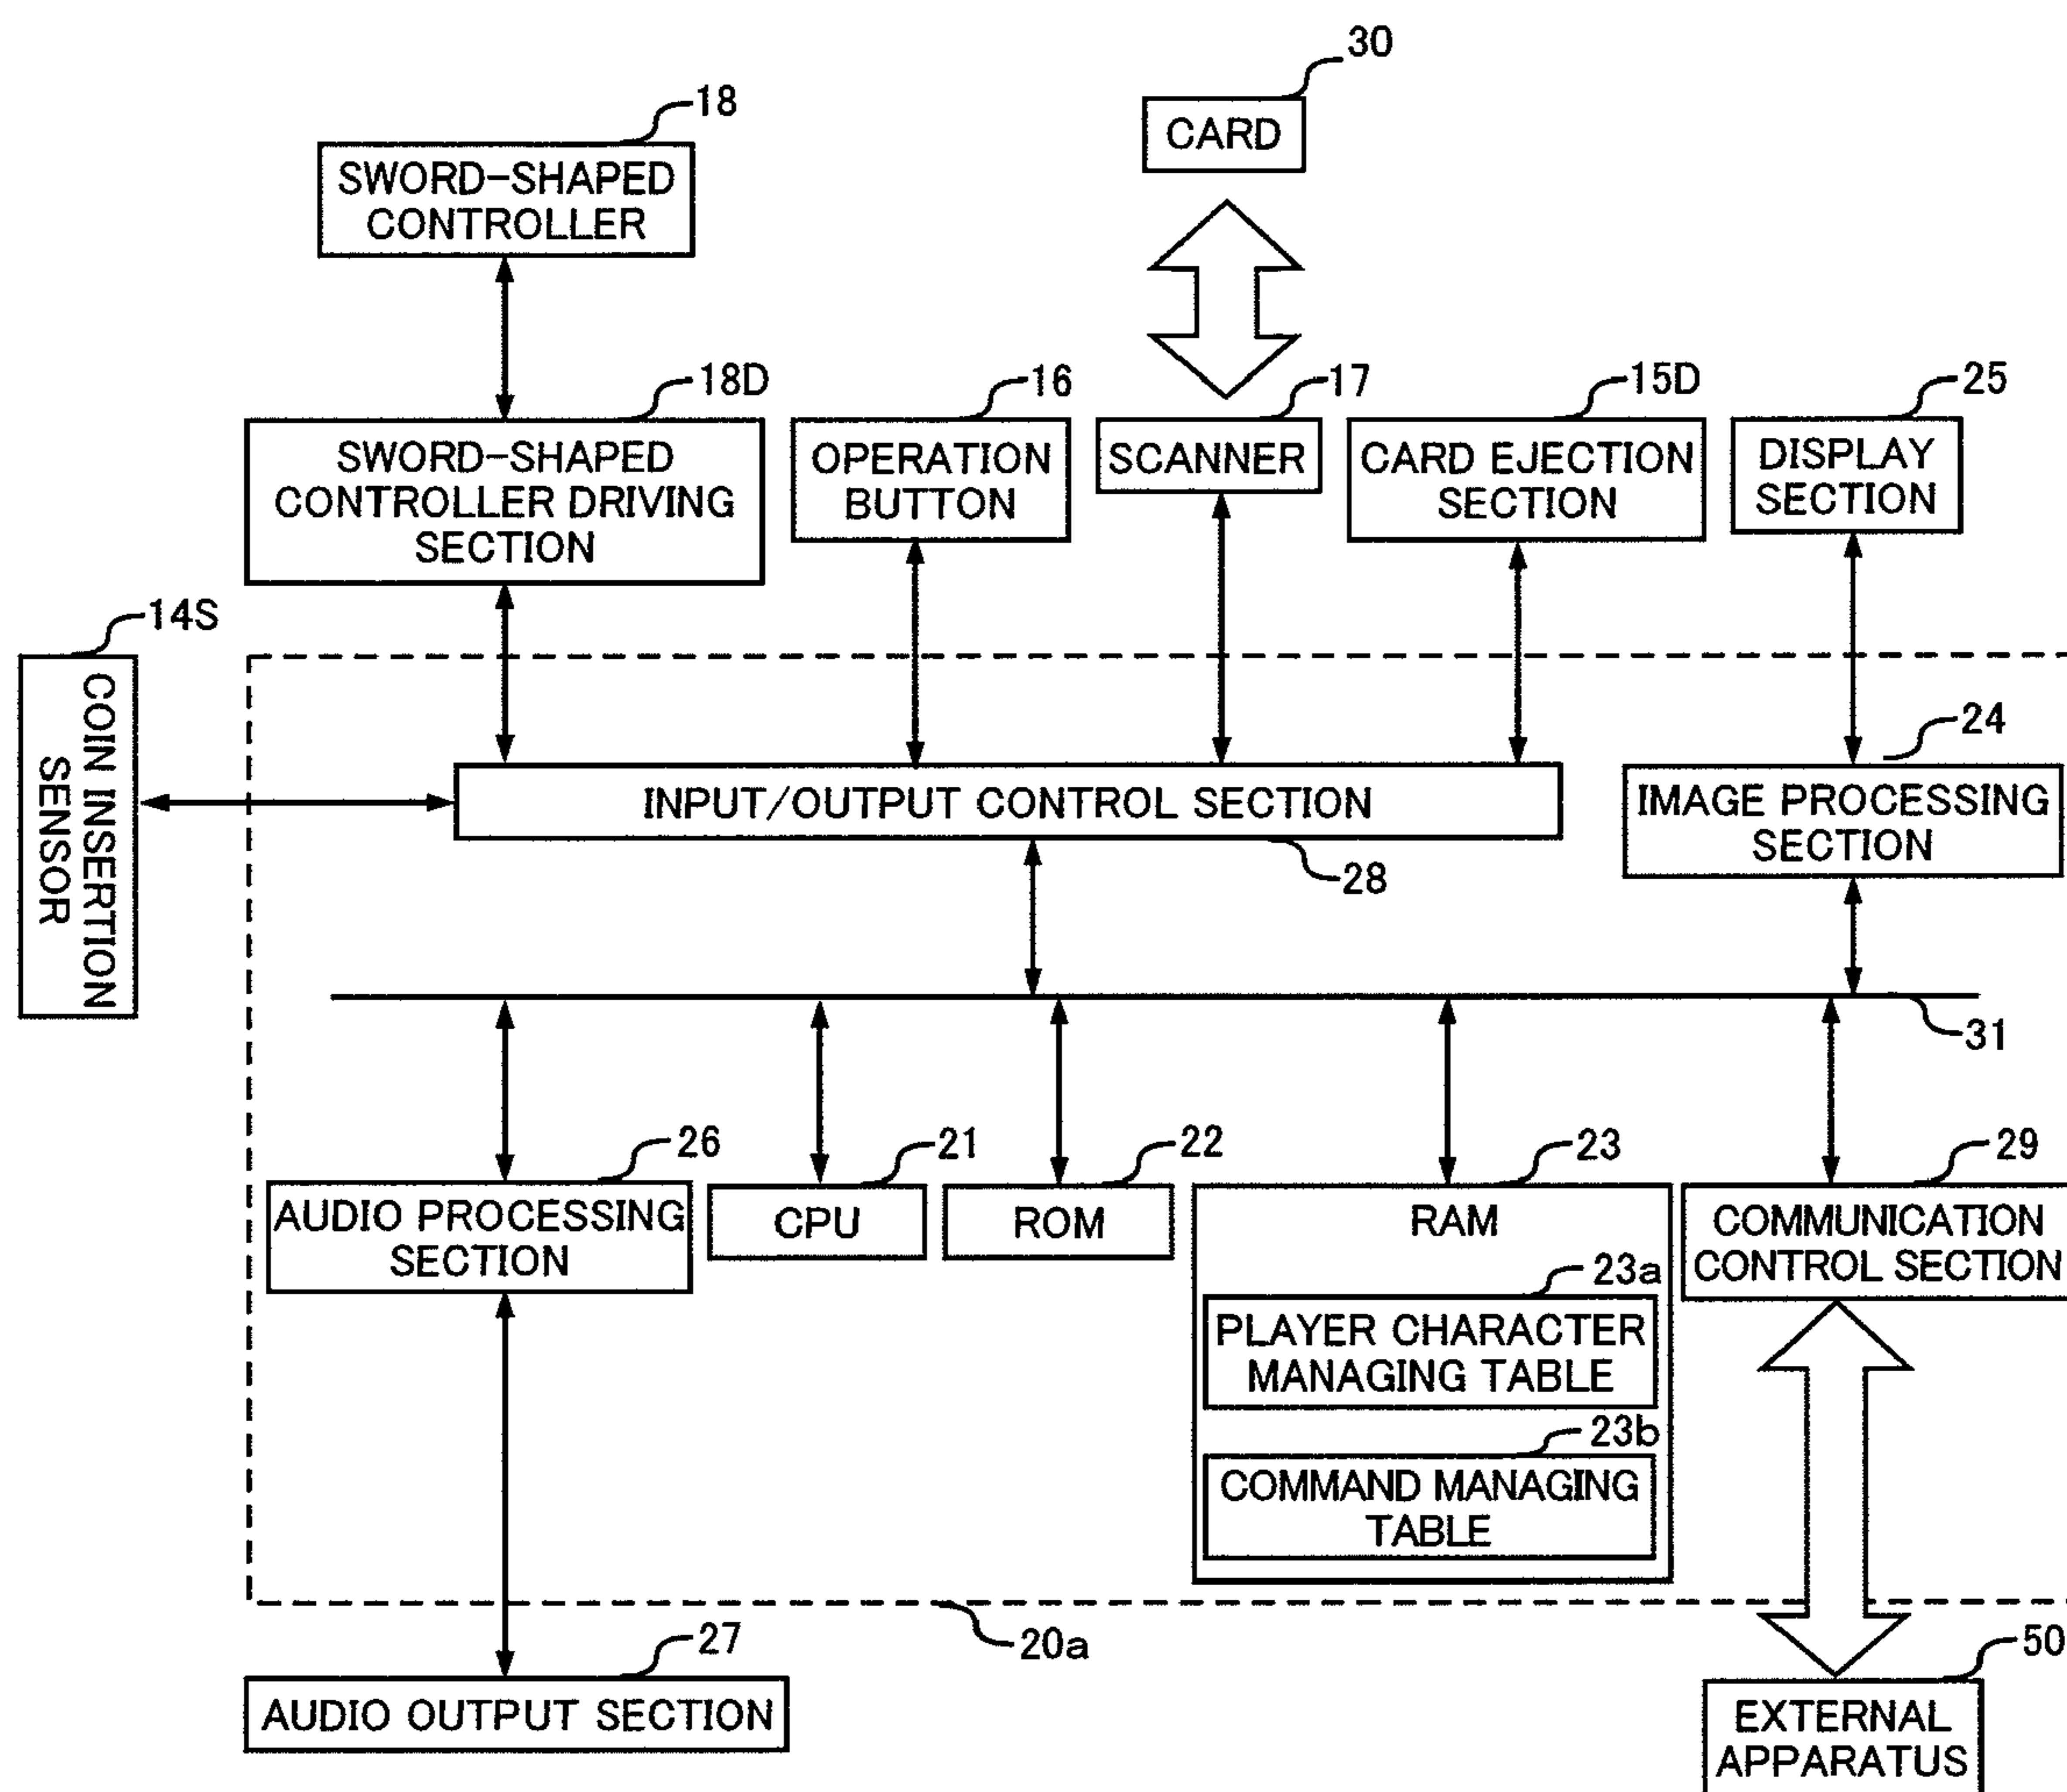 30
CARD
18
SWORD-SHAPED
CONTROLLER
18D
SWORD-SHAPED
CONTROLLER DRIVING
SECTION
16
OPERATION
BUTTON
17
SCANNER
15D
CARD EJECTION
SECTION
25
DISPLAY
SECTION
14S
COIN INSERTION
SENSOR
INPUT/OUTPUT CONTROL SECTION
28
24
IMAGE PROCESSING
SECTION
31
26
AUDIO PROCESSING
SECTION
21
CPU
22
ROM
23
RAM
23a
PLAYER CHARACTER
MANAGING TABLE
23b
COMMAND MANAGING
TABLE
29
COMMUNICATION
CONTROL SECTION
20a
27
AUDIO OUTPUT SECTION
50
EXTERNAL
APPARATUS